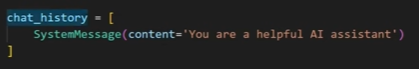 chat_history = [
    SystemMessage(content='You are a helpful AI assistant')
]